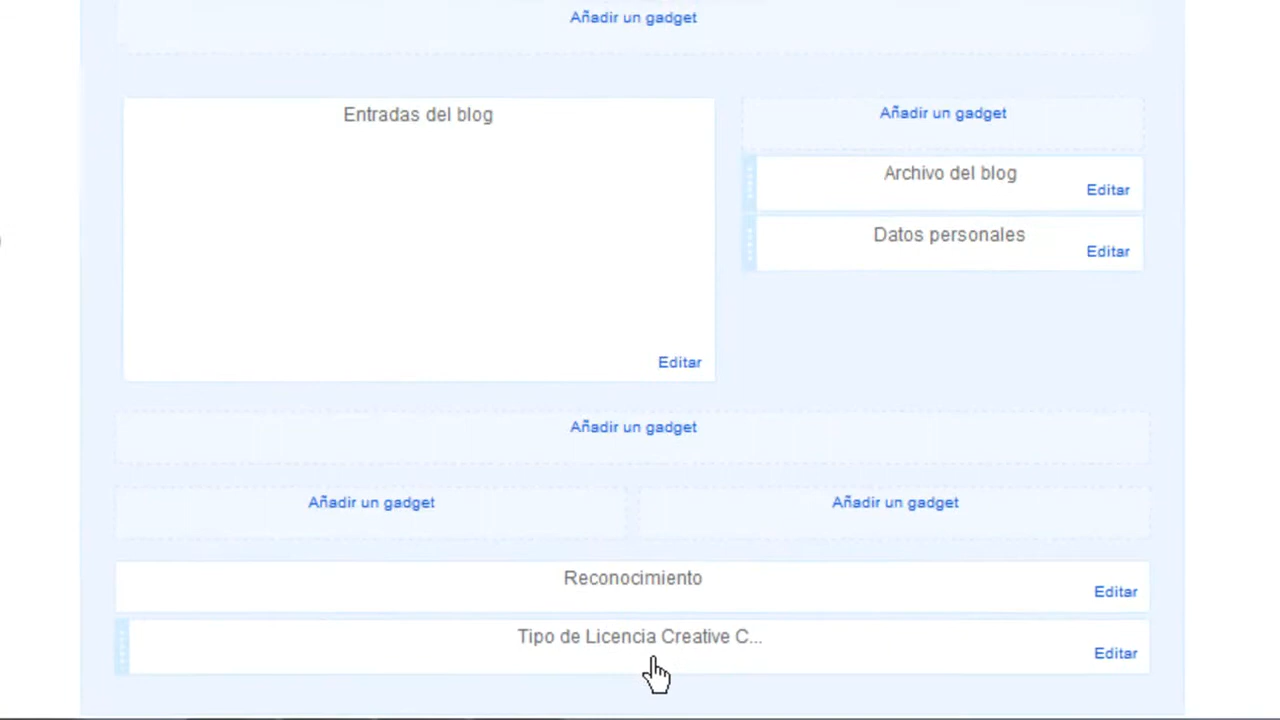 Añadir un gadget
Entradas del blog
Editar
Añadir un gadget
Archivo del blog
Editar
Datos personales
Editar
Añadir un gadget
Añadir un gadget
Añadir un gadget
Reconocimiento
Editar
Tipo de Licencia Creative C...
Editar